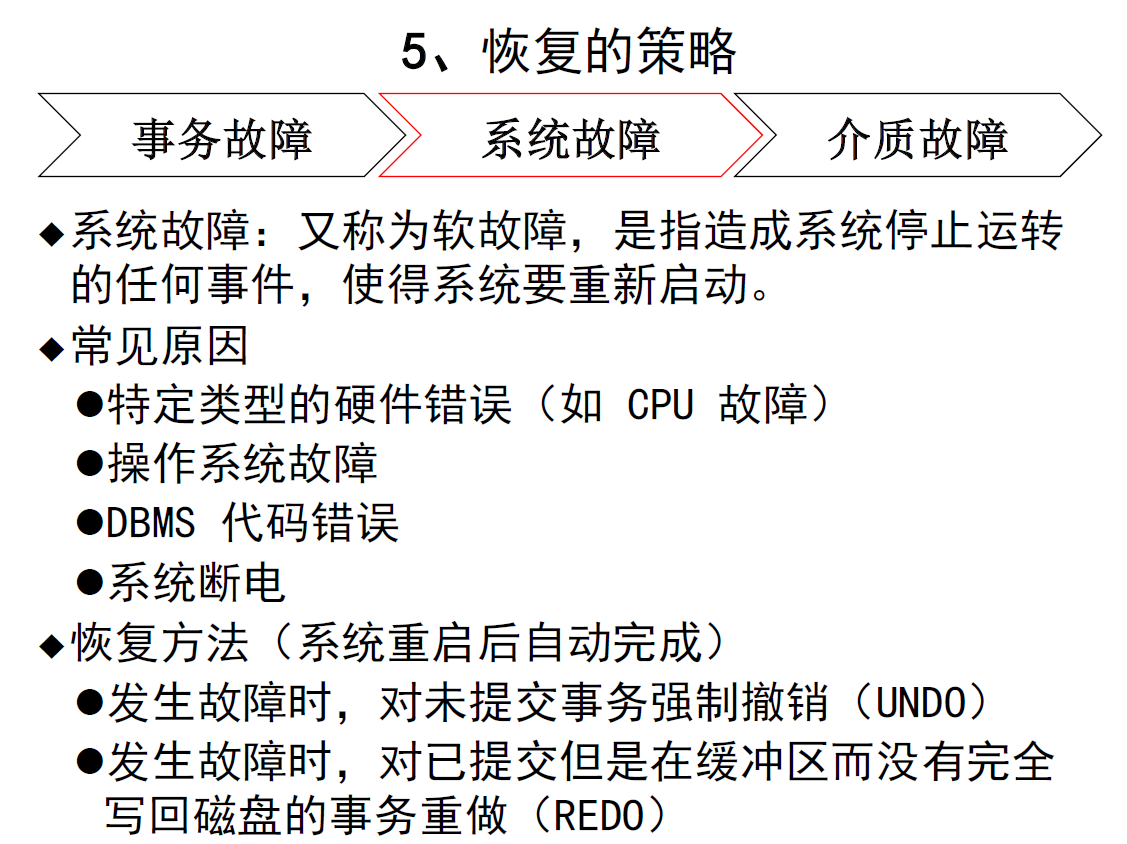 5、恢复的策略
事务故障 系统故障 介质故障
◆系统故障：又称为软故障，是指造成系统停止运转
的任何事件，使得系统要重新启动。
◆常见原因
●特定类型的硬件错误（如 CPU 故障）
●操作系统故障
●DBMS 代码错误
●系统断电
◆恢复方法（系统重启后自动完成）
●发生故障时，对未提交事务强制撤销（UNDO）
●发生故障时，对已提交但是在缓冲区而没有完全
写回磁盘的事务重做（REDO）